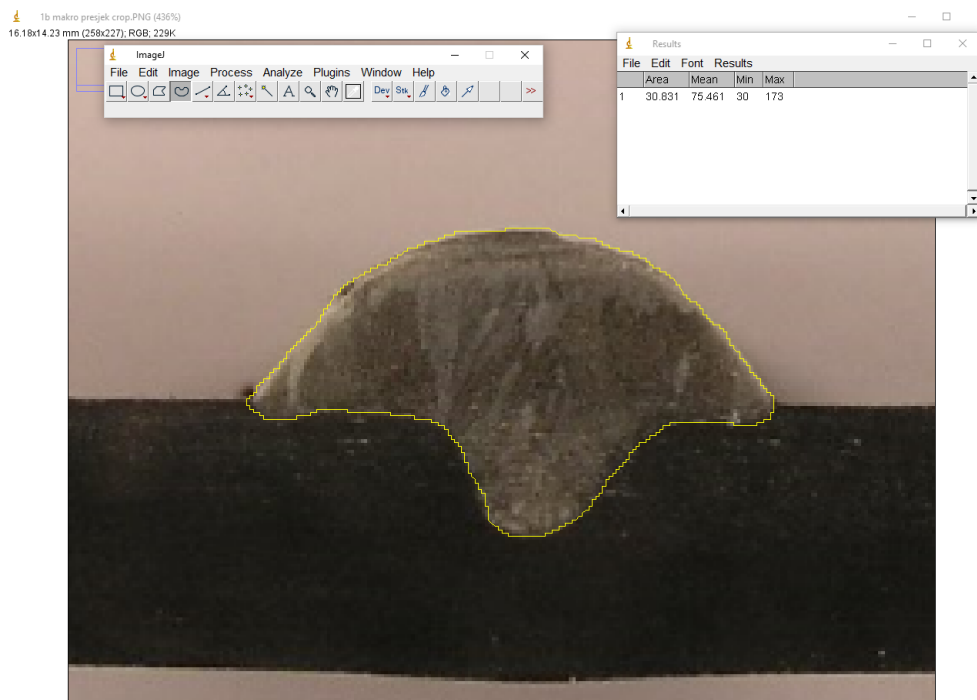 1b makro presjek crop.PNG (436%)
16.18x14.23 mm (258x227); RGB; 229K
ImageJ
File Edit Image Process Analyze Plugins Window Help
A Dev Stk >>
Results
File Edit Font Results
Area Mean Min Max
1 30.831 75.461 30 173